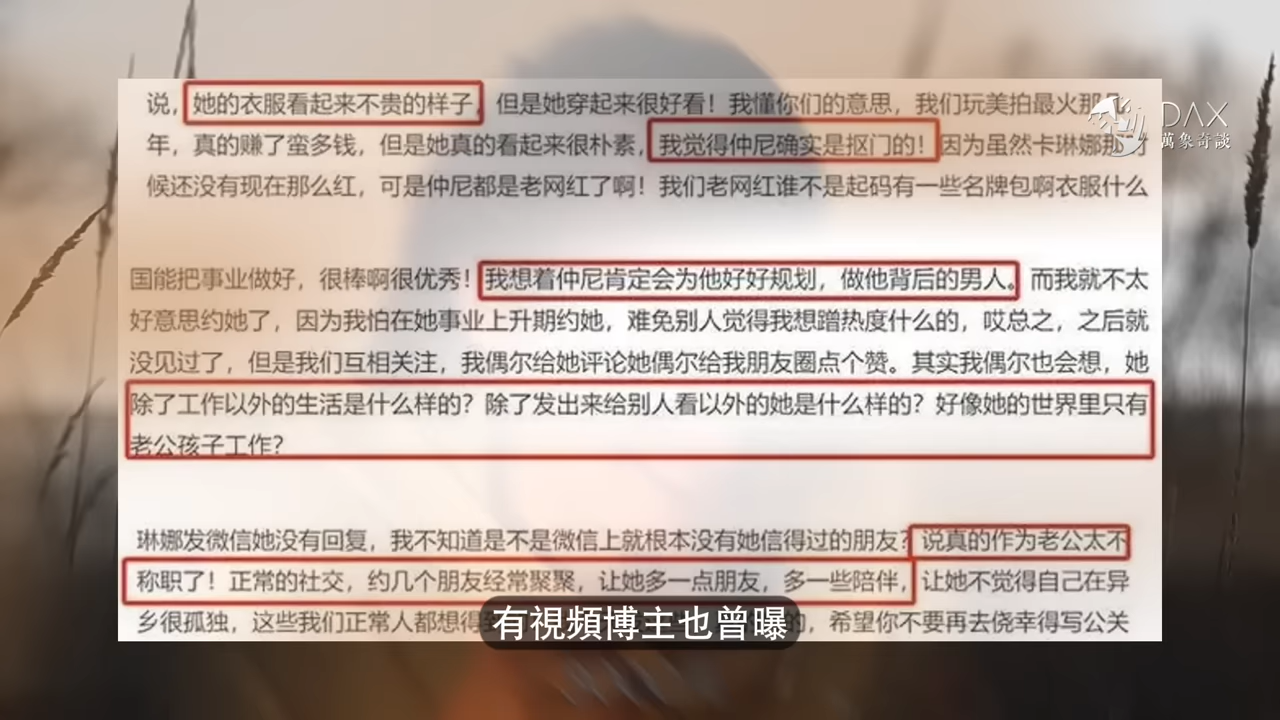 说，她的衣服看起来不贵的样子，但是她穿起来很好看！我懂你们的意思，我们玩美拍最火那
DAX
萬象奇談
年，真的赚了蛮多钱，但是她真的看起来很朴素，我觉得仲尼确实是抠门的！因为虽然卡琳娜那
候还没有现在那么红，可是仲尼都是老网红了啊！我们老网红谁不是起码有一些名牌包啊衣服什么
国能把事业做好，很棒啊很优秀！我想着仲尼肯定会为他好好规划，做他背后的男人。而我就不太
好意思约她了，因为我怕在她事业上升期约她，难免别人觉得我想蹭热度什么的，哎总之，之后就
没见过了，但是我们互相关注，我偶尔给她评论她偶尔给我朋友圈点个赞。其实我偶尔也会想，她
除了工作以外的生活是什么样的？除了发出来给别人看以外的她是什么样的？好像她的世界里只有
老公孩子工作？
琳娜发微信她没有回复，我不知道是不是微信上就根本没有她信得过的朋友？说真的作为老公太不
称职了！正常的社交，约几个朋友经常聚聚，让她多一点朋友，多一些陪伴，让她不觉得自己在异
乡很孤独，这些我们正常人都想得 的，希望你不要再去侥幸得写公关
有視頻博主也曾曝